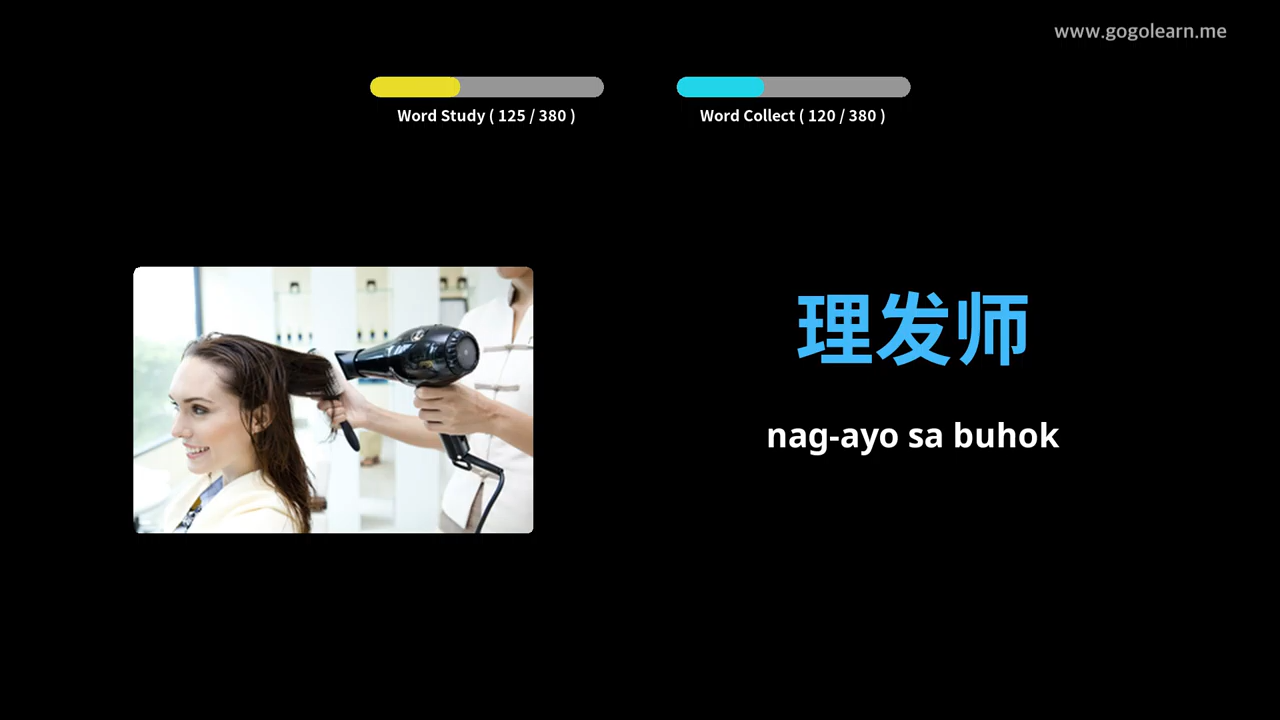 www.gogolearn.me
Word Study ( 125 / 380 )
Word Collect ( 120 / 380 )
理发师
nag-ayo sa buhok